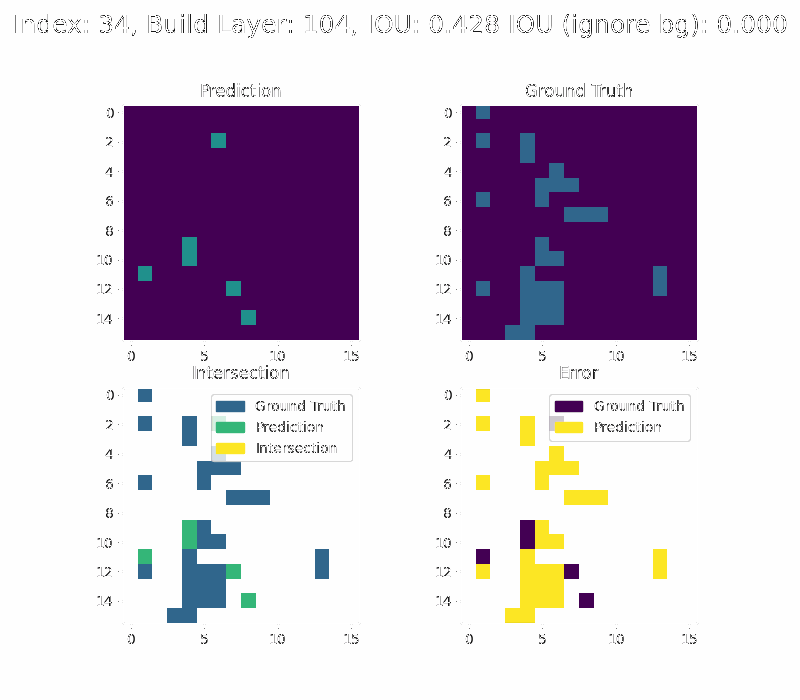 Index: 34, Build Layer: 104, IOU: 0.428 IOU (ignore bg): 0.000
Prediction Ground Truth
0 0
2 2
4 4
6 6
8 8
10 10
12 12
14 14
0 5 10 15 0 5 10 15
Intersection Error
0 Ground Truth 0 Ground Truth
2 Prediction 2 Prediction
4 Intersection 4
6 6
8 8
10 10
12 12
14 14
0 5 10 15 0 5 10 15